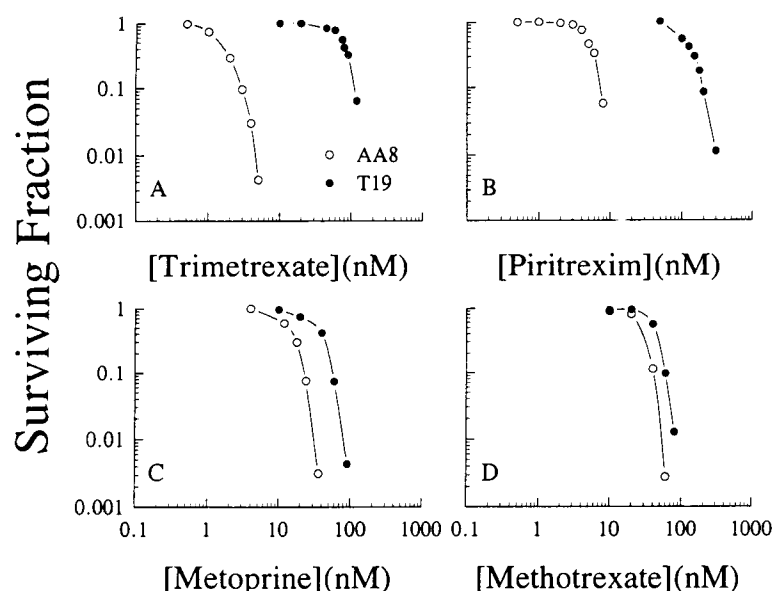 Surviving Fraction
1
0.1
0.01
0.001
A
AA8
T19
B
[Trimetrexate](nM)
[Piritrexim](nM)
1
0.1
0.01
0.001
C
D
0.1 1 10 100 1000
0.1 1 10 100 1000
[Metoprine](nM)
[Methotrexate](nM)